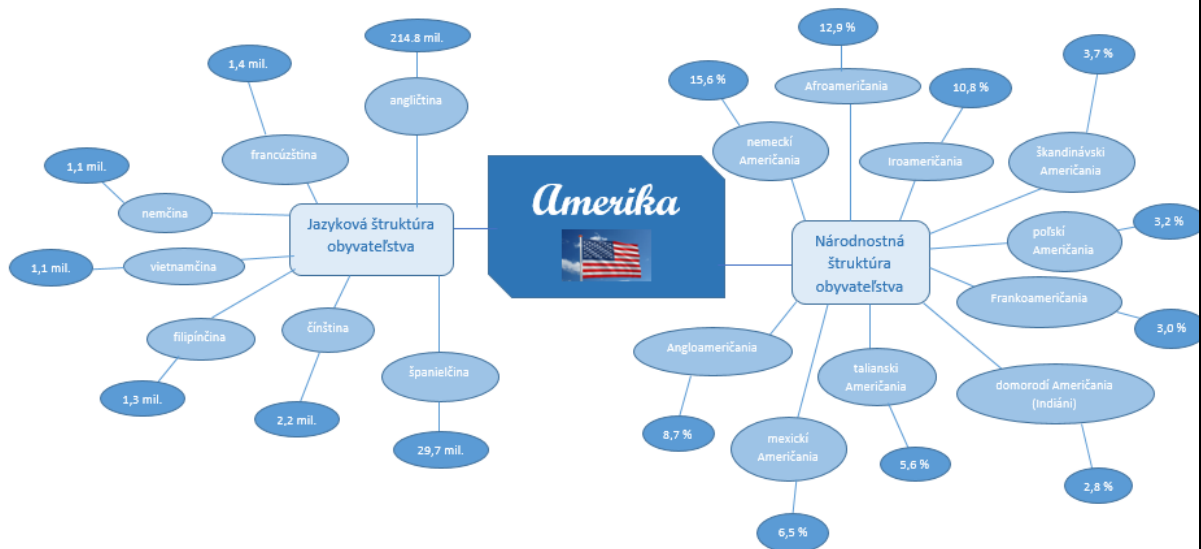 Amerika
Jazyková štruktúra
obyvateľstva
angličtina
214.8 mil.
francúzština
1,4 mil.
nemčina
1,1 mil.
vietnamčina
1,1 mil.
filipínčina
1,3 mil.
čínština
2,2 mil.
španielčina
29,7 mil.
Národnostná
štruktúra
obyvateľstva
nemeckí
Američania
15,6 %
Afroameričania
12,9 %
Iroameričania
10,8 %
škandinávski
Američania
3,7 %
poľskí
Američania
3,2 %
Frankoameričania
3,0 %
domorodí Američania
(Indiáni)
2,8 %
talianski
Američania
5,6 %
mexickí
Američania
6,5 %
Angloameričania
8,7 %